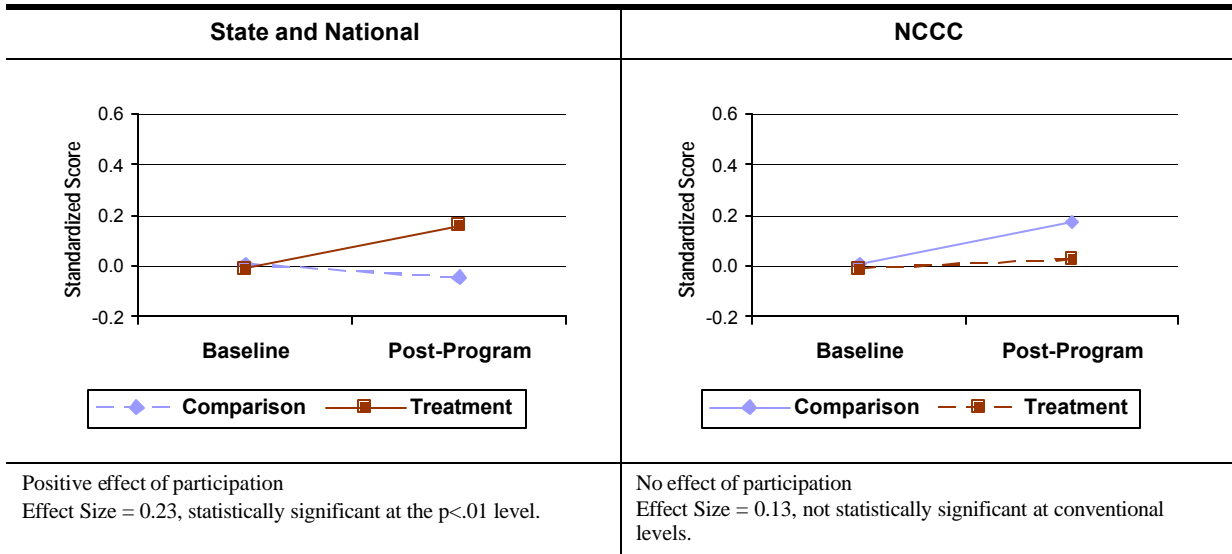 State and National
Standardized Score
0.6
0.4
0.2
0.0
-0.2
Baseline Post-Program
Comparison Treatment
Positive effect of participation
Effect Size = 0.23, statistically significant at the p<.01 level.
NCCC
Standardized Score
0.6
0.4
0.2
0.0
-0.2
Baseline Post-Program
Comparison Treatment
No effect of participation
Effect Size = 0.13, not statistically significant at conventional
levels.